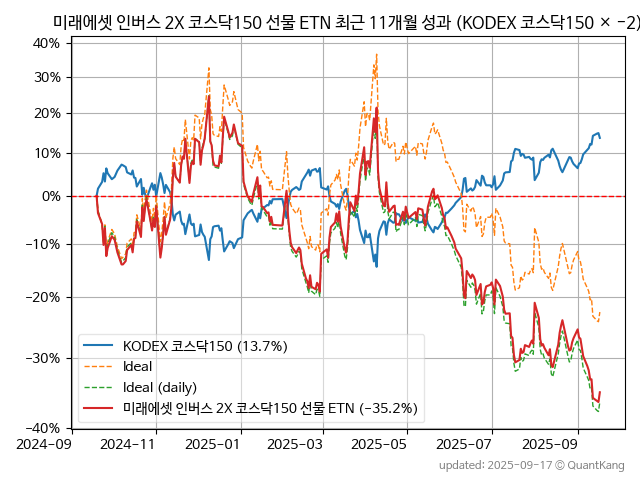 미래에셋 인버스 2X 코스닥150 선물 ETN 최근 11개월 성과 (KODEX 코스닥150 × −2)
40%
30%
20%
10%
0%
−10%
−20%
−30%
−40%
KODEX 코스닥150 (13.7%)
Ideal
Ideal (daily)
미래에셋 인버스 2X 코스닥150 선물 ETN (−35.2%)
2024-09
2024-11
2025-01
2025-03
2025-05
2025-07
2025-09
updated: 2025-09-17 © QuantKang